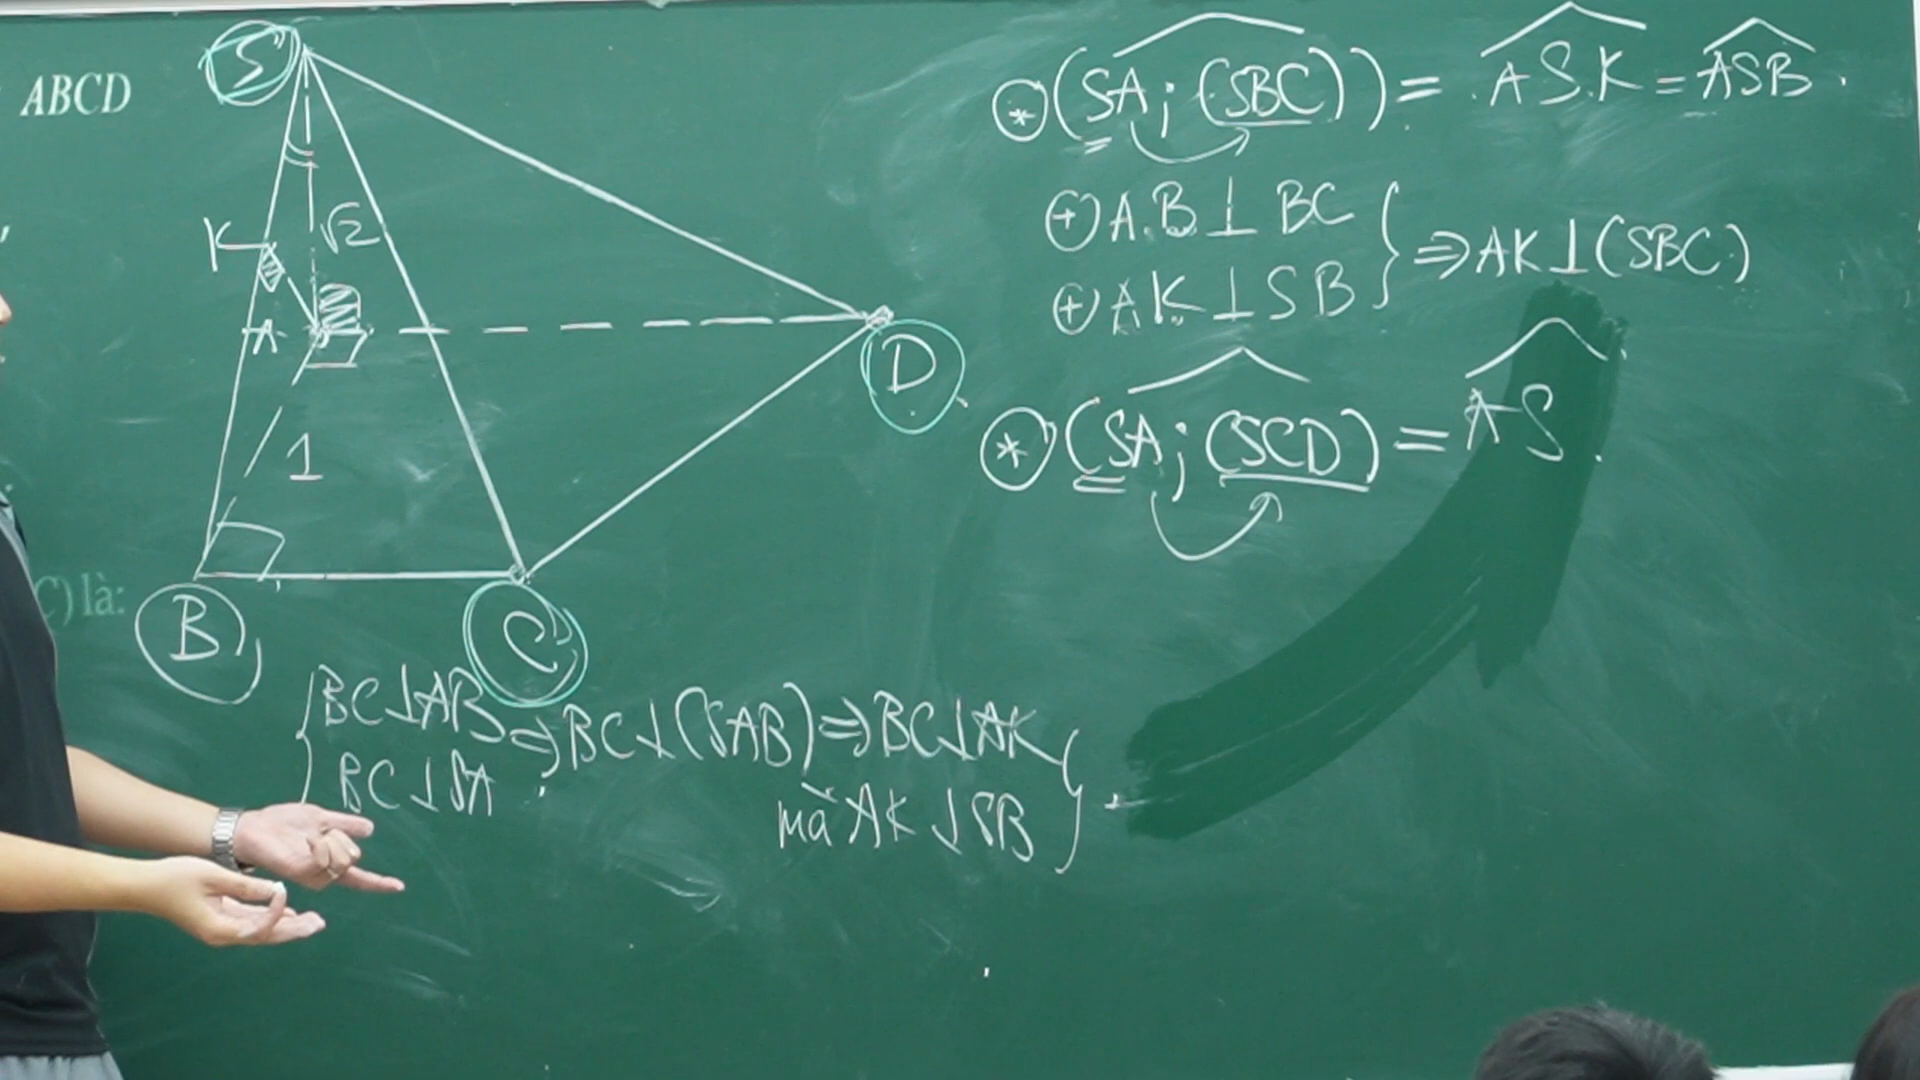 ABCD
S
K
√2
A
D
1
B
C
C) là:
⊛ (SA; (SBC)) = ASK = ASB.
⊕ AB ⊥ BC
⊕ AK ⊥ SB } ⇒ AK ⊥ (SBC)
⊛ (SA; (SCD)) = AS
{ BC ⊥ AB ⇒ BC ⊥ (SAB) ⇒ BC ⊥ AK
BC ⊥ SA
mà AK ⊥ SB }